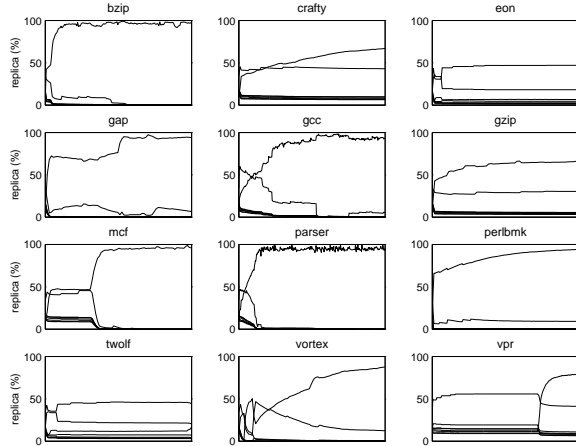 bzip crafty eon
100 100 100
replica (%) 50 50 50
0 0 0
gap gcc gzip
100 100 100
replica (%) 50 50 50
0 0 0
mcf parser perlbmk
100 100 100
replica (%) 50 50 50
0 0 0
twolf vortex vpr
100 100 100
replica (%) 50 50 50
0 0 0